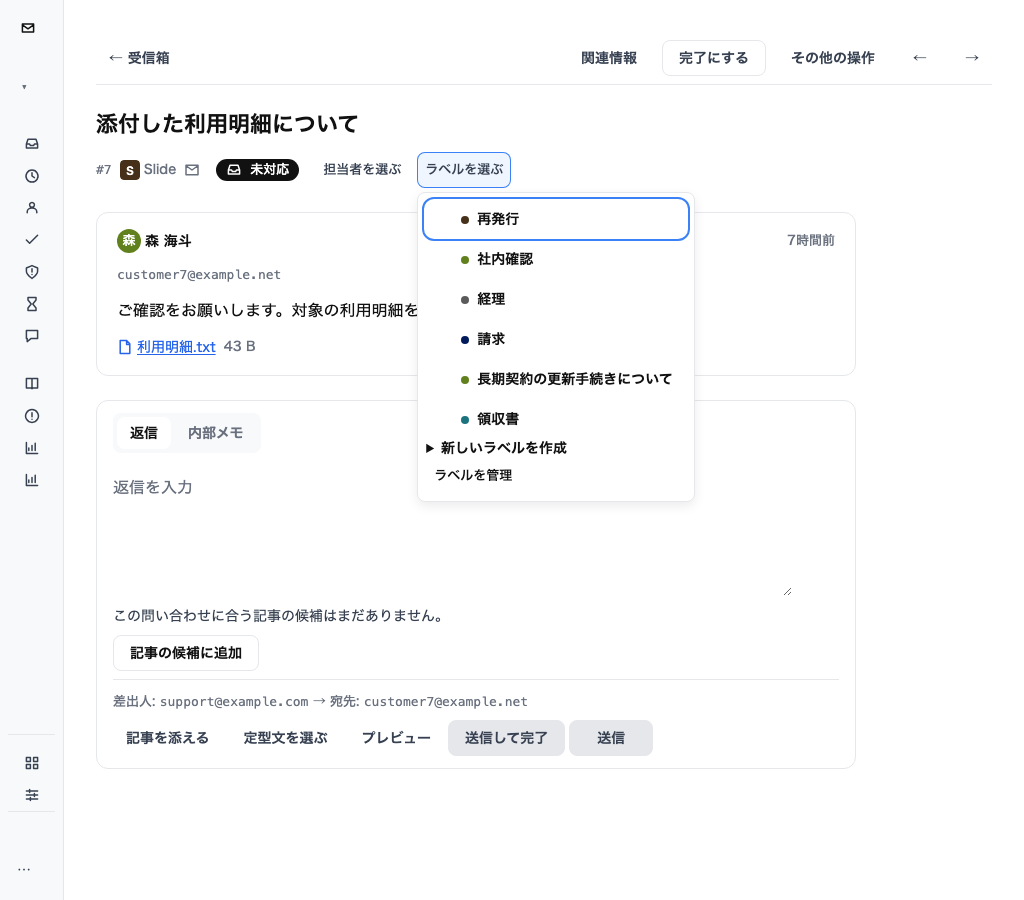 ← 受信箱
関連情報
完了にする
その他の操作
←
→
添付した利用明細について
#7 S Slide 未対応 担当者を選ぶ ラベルを選ぶ
再発行
社内確認
経理
請求
長期契約の更新手続きについて
領収書
▶ 新しいラベルを作成
ラベルを管理
森 森 海斗
7時間前
customer7@example.net
ご確認をお願いします。対象の利用明細を
利用明細.txt 43 B
返信 内部メモ
返信を入力
この問い合わせに合う記事の候補はまだありません。
記事の候補に追加
差出人: support@example.com → 宛先: customer7@example.net
記事を添える 定型文を選ぶ プレビュー 送信して完了 送信